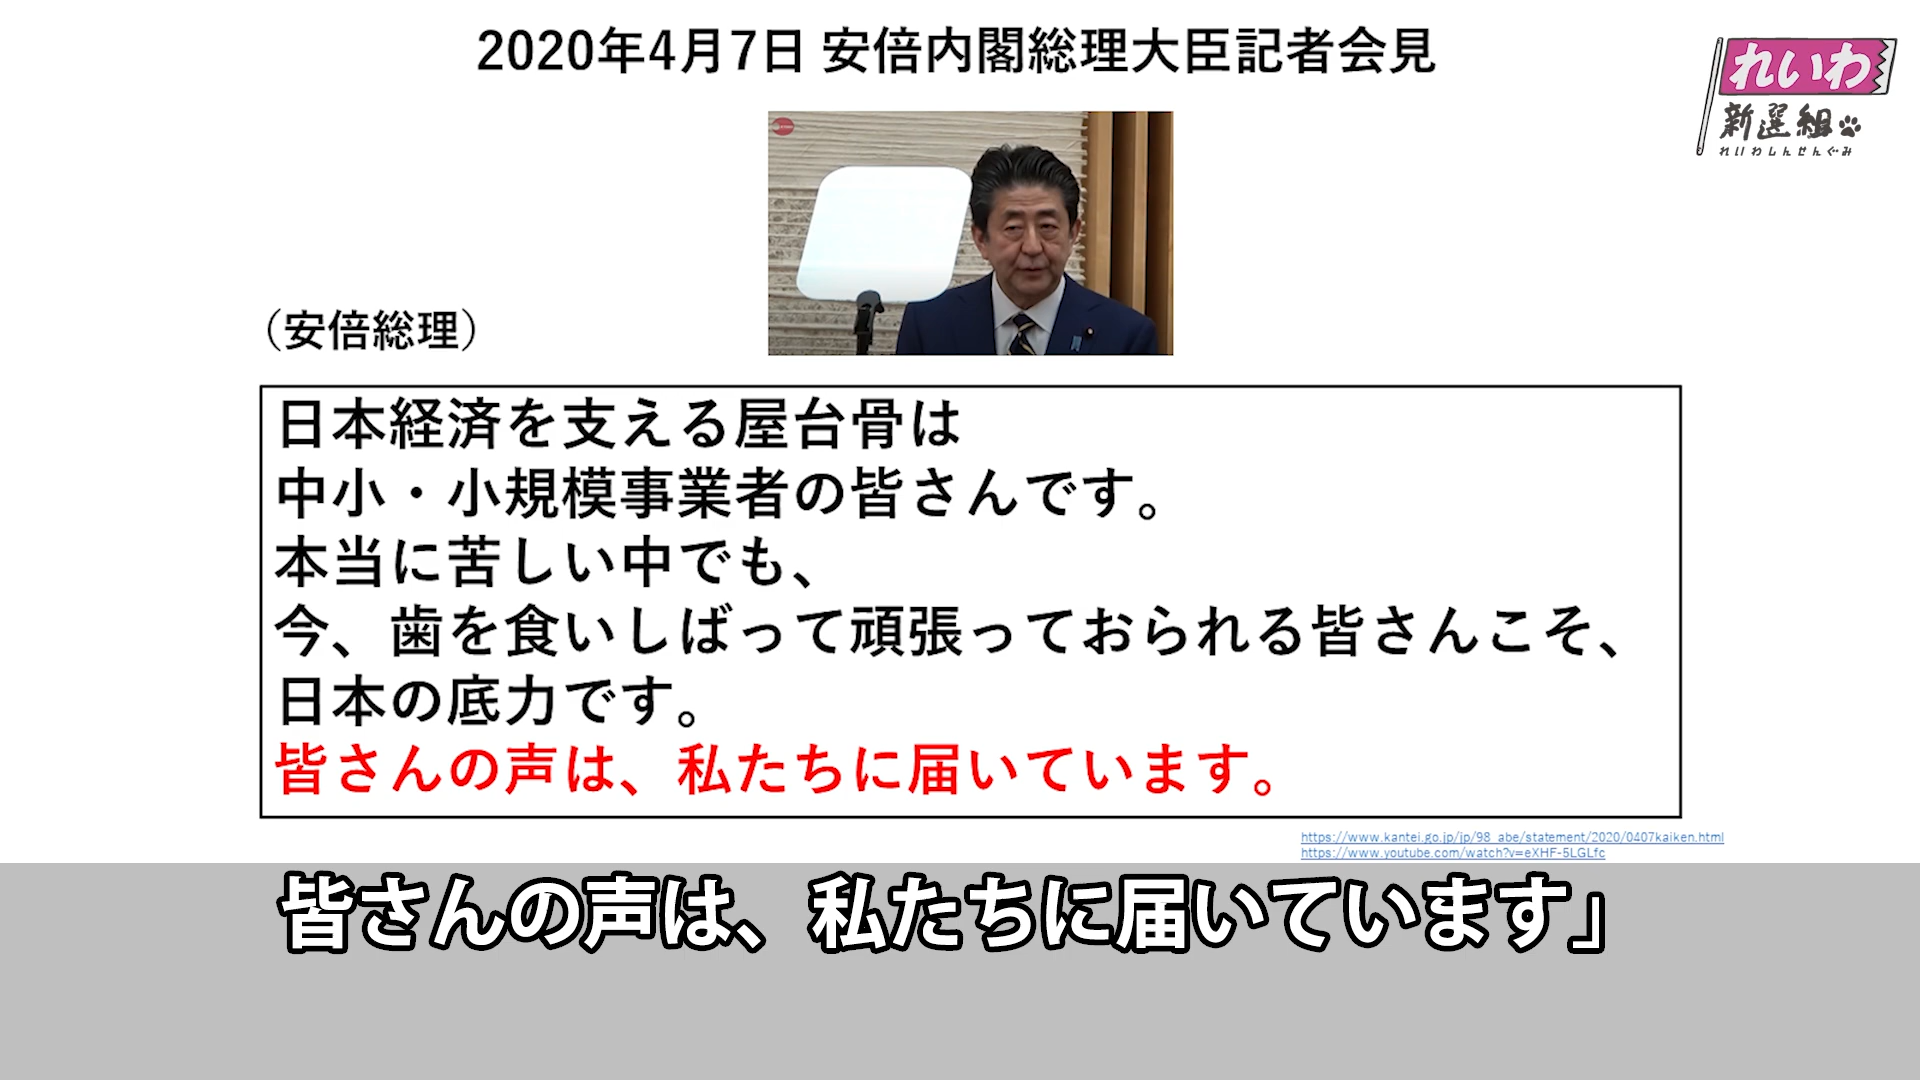 2020年4月7日 安倍内閣総理大臣記者会見
れいわ
新選組
れいわしんせんぐみ
（安倍総理）
日本経済を支える屋台骨は
中小・小規模事業者の皆さんです。
本当に苦しい中でも、
今、歯を食いしばって頑張っておられる皆さんこそ、
日本の底力です。
皆さんの声は、私たちに届いています。
https://www.kantei.go.jp/jp/98_abe/statement/2020/0407kaiken.html
https://www.youtube.com/watch?v=eXHF-5LGLfc
皆さんの声は、私たちに届いています」